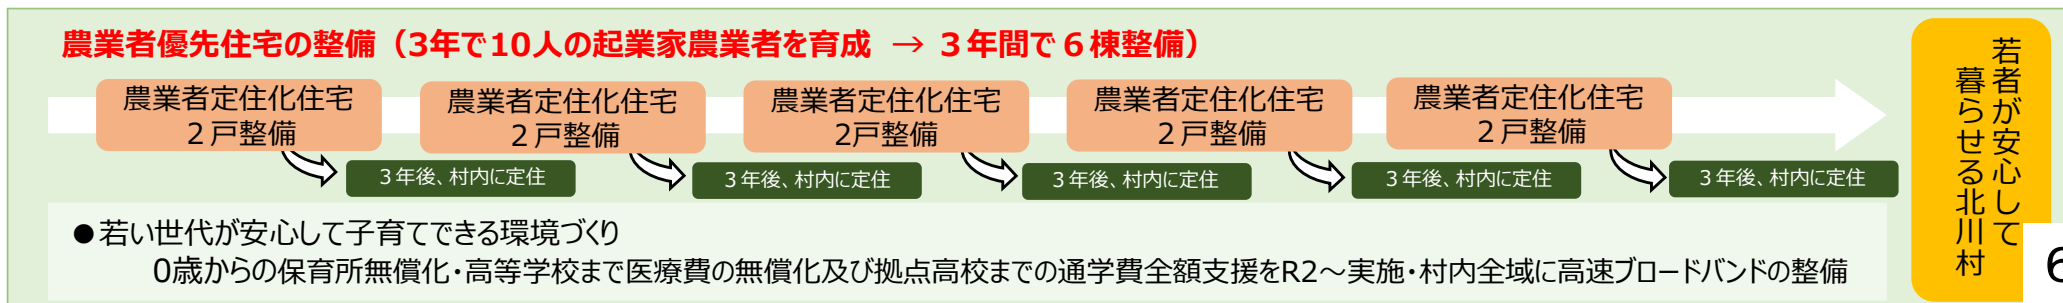 農業者優先住宅の整備（3年で10人の起業家農業者を育成 → ３年間で６棟整備）
農業者定住化住宅
２戸整備
農業者定住化住宅
２戸整備
農業者定住化住宅
2戸整備
農業者定住化住宅
２戸整備
農業者定住化住宅
２戸整備
３年後、村内に定住
３年後、村内に定住
３年後、村内に定住
３年後、村内に定住
３年後、村内に定住
●若い世代が安心して子育てできる環境づくり
0歳からの保育所無償化・高等学校まで医療費の無償化及び拠点高校までの通学費全額支援をR2～実施・村内全域に高速ブロードバンドの整備
若者が安心して
暮らせる北川村
6